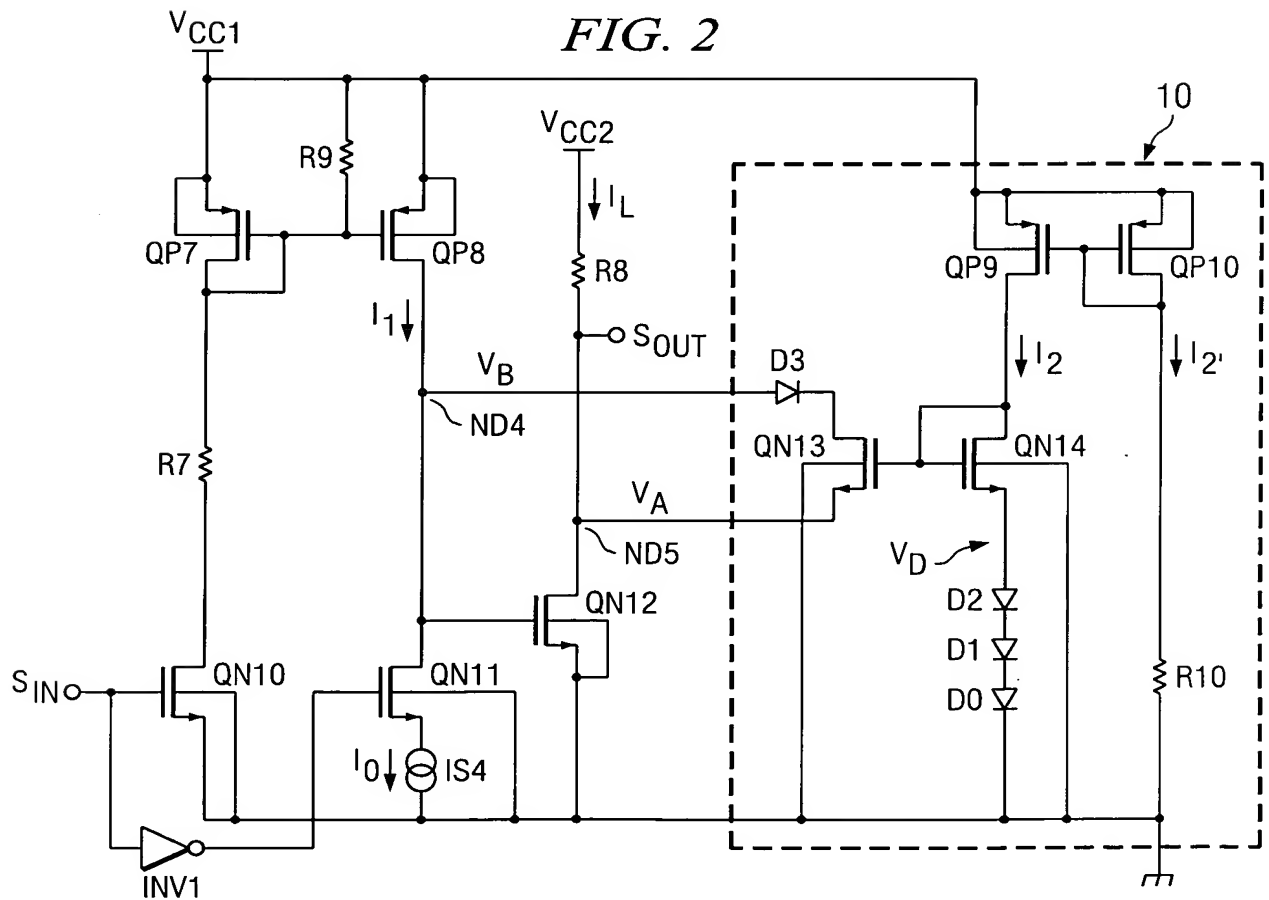 FIG. 2
VCC1
10
VCC2
R9
IL
QP7
QP8
QP9
QP10
R8
I1
SOUT
I2
I2'
VB
D3
ND4
QN13
QN14
R7
VA
ND5
VD
QN12
D2
D1
D0
SIN
QN10
QN11
R10
I0
IS4
INV1